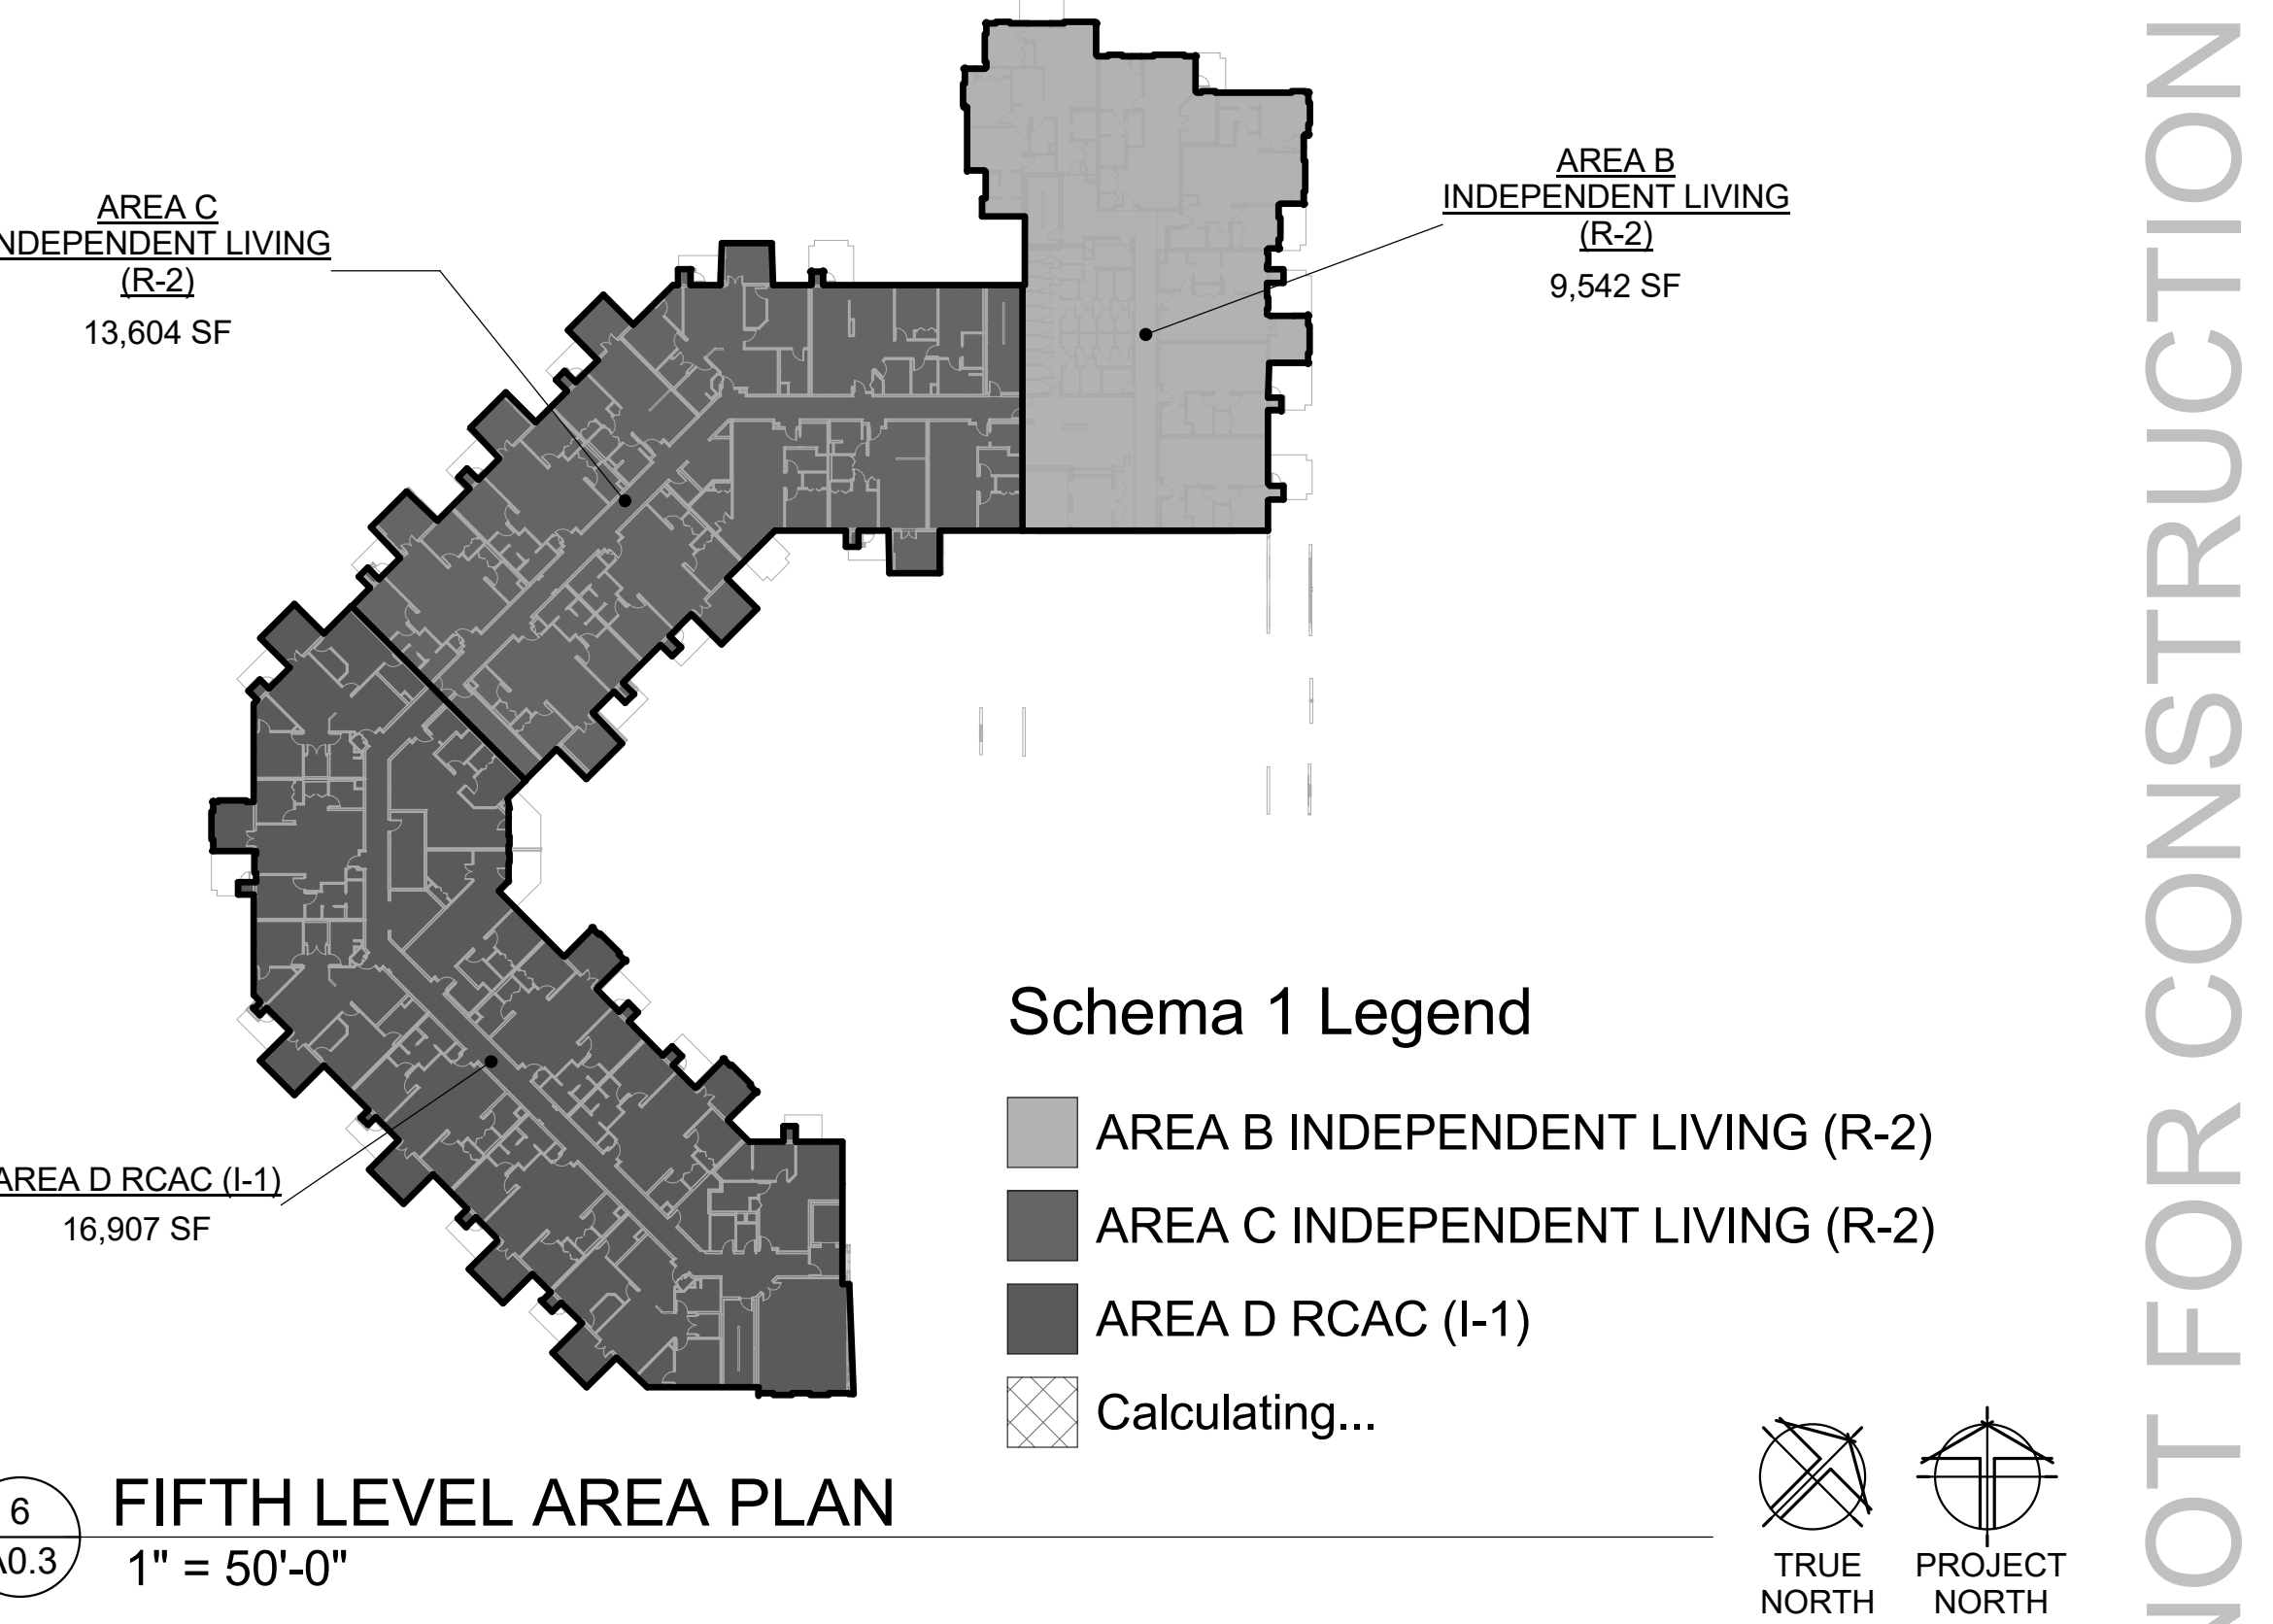 AREA C
INDEPENDENT LIVING
(R-2)
13,604 SF
AREA B
INDEPENDENT LIVING
(R-2)
9,542 SF
AREA D RCAC (I-1)
16,907 SF
Schema 1 Legend
AREA B INDEPENDENT LIVING (R-2)
AREA C INDEPENDENT LIVING (R-2)
AREA D RCAC (I-1)
Calculating...
6
A0.3
FIFTH LEVEL AREA PLAN
1" = 50'-0"
TRUE
NORTH
PROJECT
NORTH
NOT FOR CONSTRUCTION